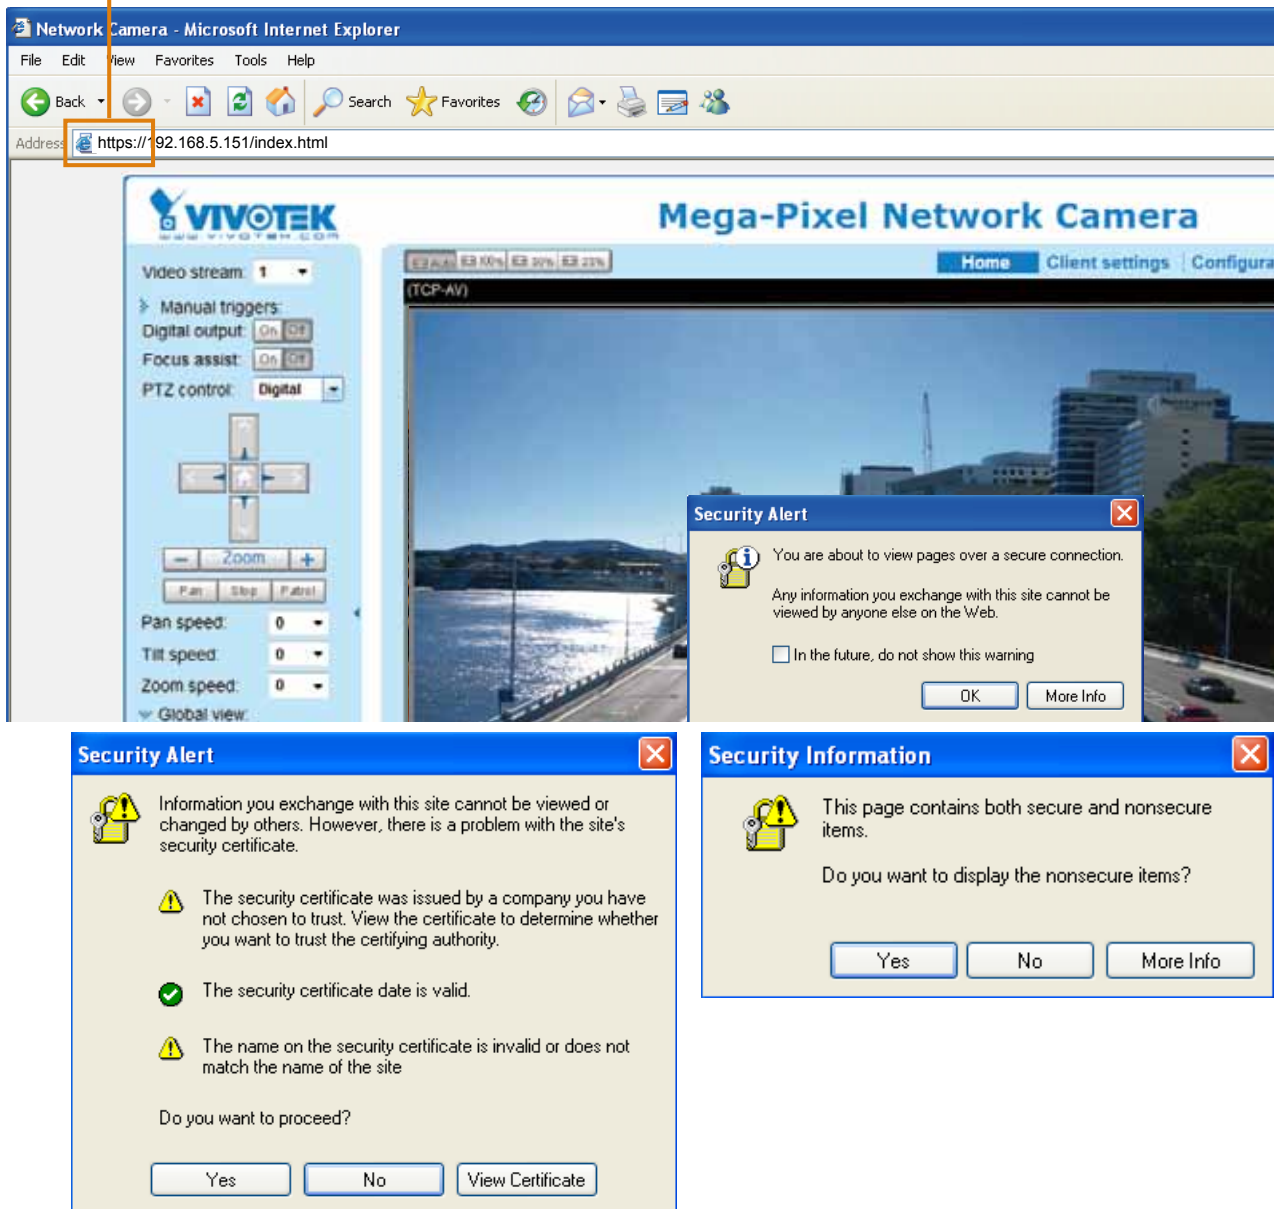 Network Camera - Microsoft Internet Explorer
File Edit View Favorites Tools Help
Back Search Favorites
Address https://192.168.5.151/index.html
VIVOTEK
WWW.VIVOTEK.COM
Mega-Pixel Network Camera
Video stream: 1
Auto 100% 50% 25%
Home Client settings Configura
(TCP-AV)
Manual triggers:
Digital output: On Off
Focus assist: On Off
PTZ control: Digital
- Zoom +
Pan Stop Patrol
Pan speed: 0
Tilt speed: 0
Zoom speed: 0
Global view:
Security Alert
You are about to view pages over a secure connection.
Any information you exchange with this site cannot be
viewed by anyone else on the Web.
In the future, do not show this warning
OK More Info
Security Alert
Information you exchange with this site cannot be viewed or
changed by others. However, there is a problem with the site's
security certificate.
The security certificate was issued by a company you have
not chosen to trust. View the certificate to determine whether
you want to trust the certifying authority.
The security certificate date is valid.
The name on the security certificate is invalid or does not
match the name of the site
Do you want to proceed?
Yes No View Certificate
Security Information
This page contains both secure and nonsecure
items.
Do you want to display the nonsecure items?
Yes No More Info